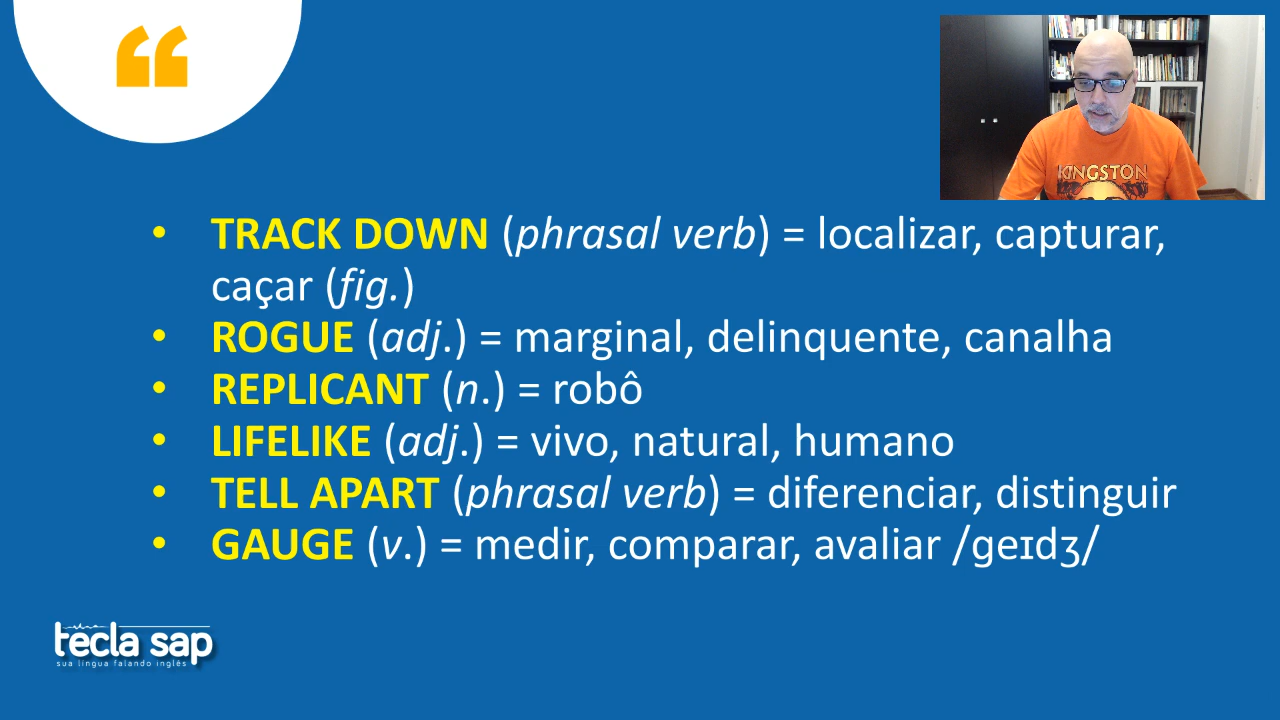 “
KINGSTON
• TRACK DOWN (phrasal verb) = localizar, capturar,
caçar (fig.)
• ROGUE (adj.) = marginal, delinquente, canalha
• REPLICANT (n.) = robô
• LIFELIKE (adj.) = vivo, natural, humano
• TELL APART (phrasal verb) = diferenciar, distinguir
• GAUGE (v.) = medir, comparar, avaliar /geɪdʒ/
tecla sap
sua língua falando inglês